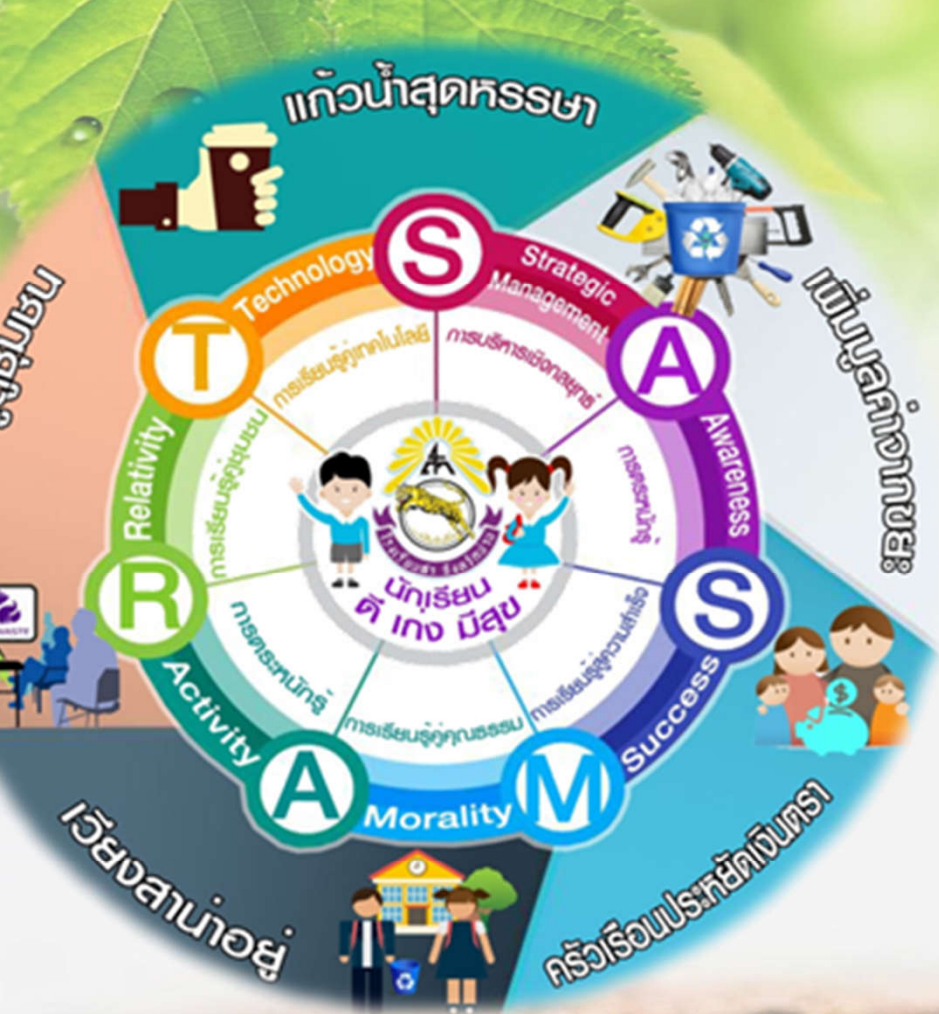 แก้วน้ำสุดหรรษา
เพิ่มมูลค่างานขยะ
ครัวเรือนประหยัดเงินตรา
เวียงสาน่าอยู่
S
Strategic
Management
การบริหารเชิงกลยุทธ์
A
Awareness
การตระหนักรู้
S
Success
การเรียนรู้สู่ความสำเร็จ
M
Morality
การเรียนรู้คู่คุณธรรม
A
Activity
การตระหนักรู้
R
Relativity
การเรียนรู้คู่ชุมชน
T
Technology
การเรียนรู้คู่เทคโนโลยี
นักเรียน
ดี เก่ง มีสุข